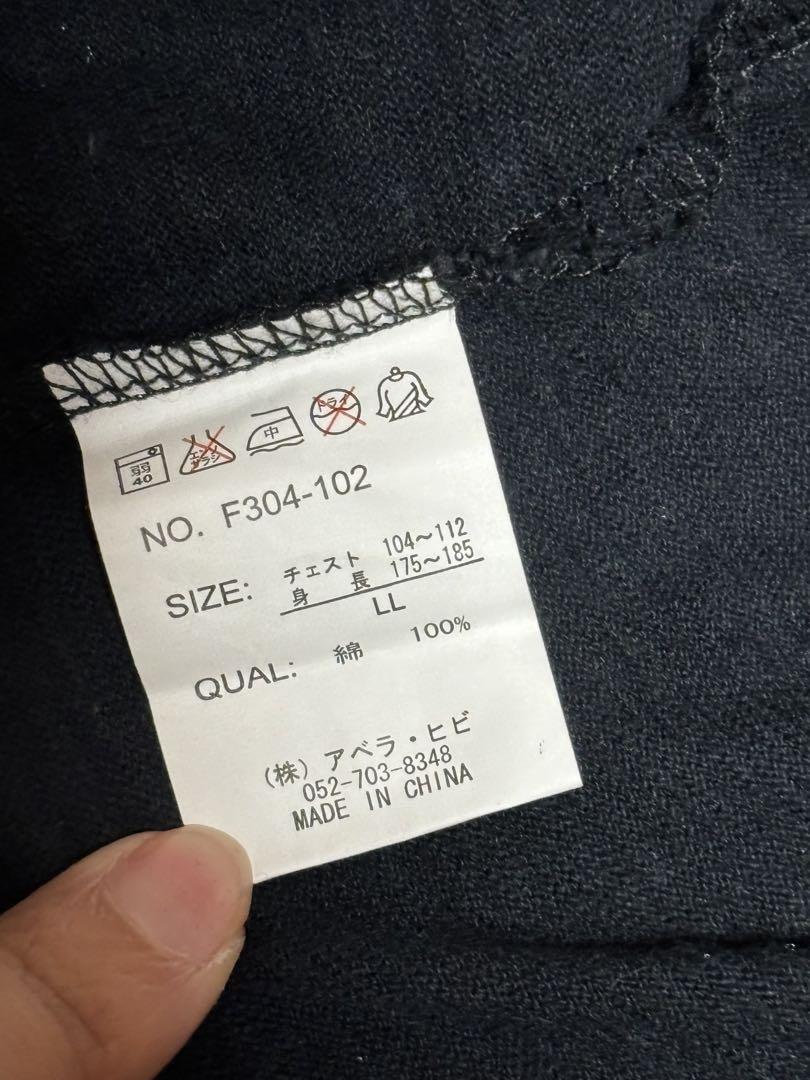 弱
40
エンソ
サラシ
中
ドライ
NO. F304-102
SIZE: チェスト 104~112
身 長 175~185
LL
QUAL: 綿 100%
(株) アベラ・ヒビ
052-703-8348
MADE IN CHINA